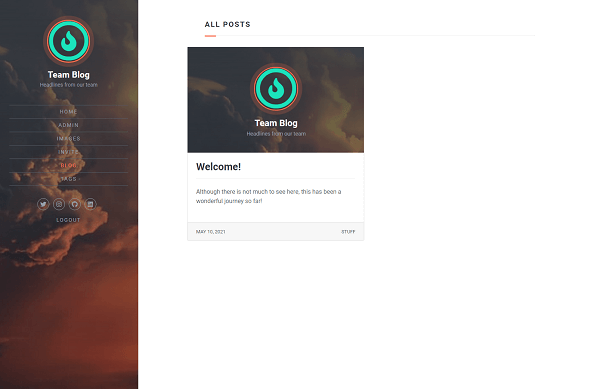 Team Blog
Headlines from our team
HOME
ADMIN
IMAGES
INVITE
BLOG
TAGS
LOGOUT
ALL POSTS
Team Blog
Headlines from our team
Welcome!
Although there is not much to see here, this has been a
wonderful journey so far!
MAY 10, 2021 STUFF